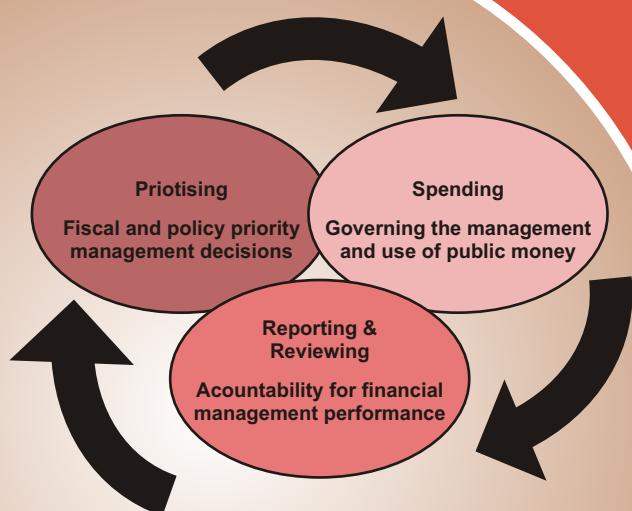 Priotising
Fiscal and policy priority
management decisions
Spending
Governing the management
and use of public money
Reporting &
Reviewing
Acountability for financial
management performance